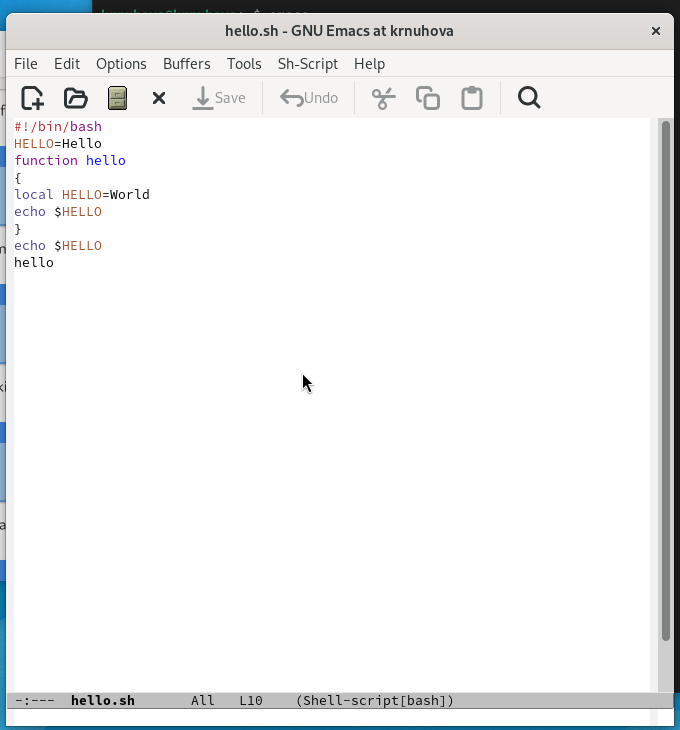 hello.sh - GNU Emacs at krnuhova
File Edit Options Buffers Tools Sh-Script Help
Save Undo
#!/bin/bash
HELLO=Hello
function hello
{
local HELLO=World
echo $HELLO
}
echo $HELLO
hello
-:--- hello.sh All L10 (Shell-script[bash])